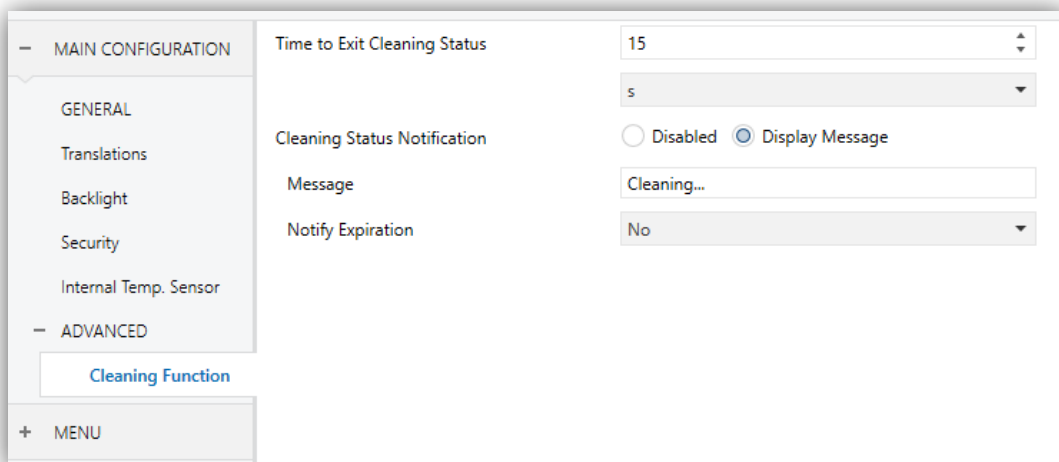 MAIN CONFIGURATION
GENERAL
Translations
Backlight
Security
Internal Temp. Sensor
ADVANCED
Cleaning Function
MENU
Time to Exit Cleaning Status 15
s
Cleaning Status Notification Disabled Display Message
Message Cleaning...
Notify Expiration No